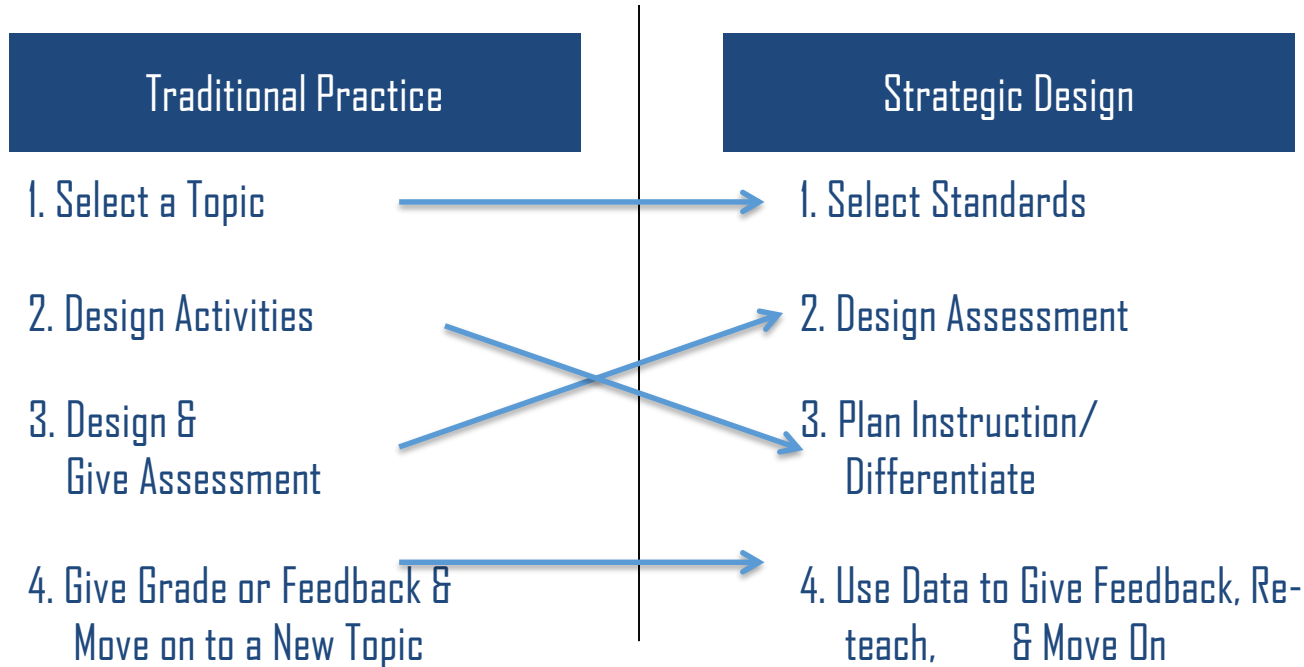 Traditional Practice
1. Select a Topic
2. Design Activities
3. Design &
Give Assessment
4. Give Grade or Feedback &
Move on to a New Topic
Strategic Design
1. Select Standards
2. Design Assessment
3. Plan Instruction/
Differentiate
4. Use Data to Give Feedback, Re-
teach, & Move On